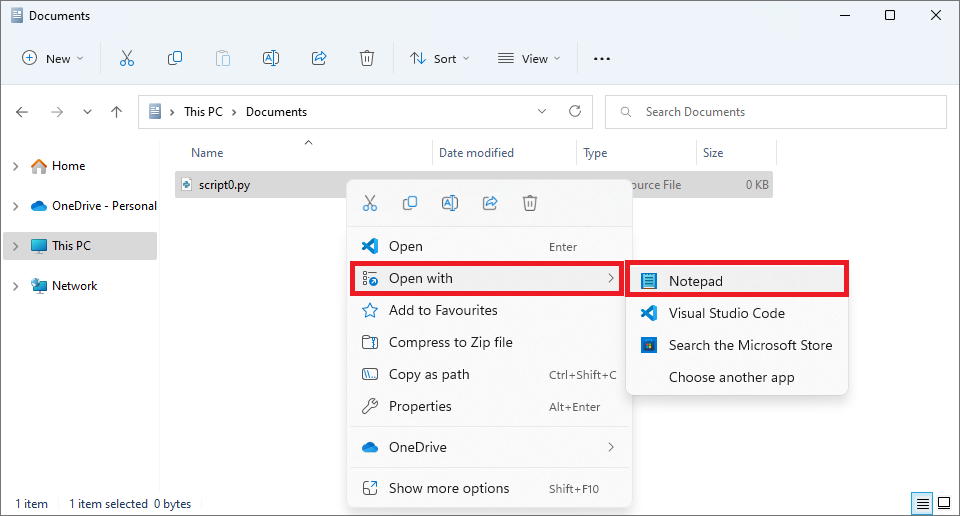 Documents
New
Sort
View
This PC
Documents
Search Documents
Name
Date modified
Type
Size
Home
OneDrive - Personal
This PC
Network
script0.py
ource File
0 KB
Open
Enter
Open with
Add to Favourites
Compress to Zip file
Copy as path
Ctrl+Shift+C
Properties
Alt+Enter
OneDrive
Show more options
Shift+F10
Notepad
Visual Studio Code
Search the Microsoft Store
Choose another app
1 item
1 item selected 0 bytes